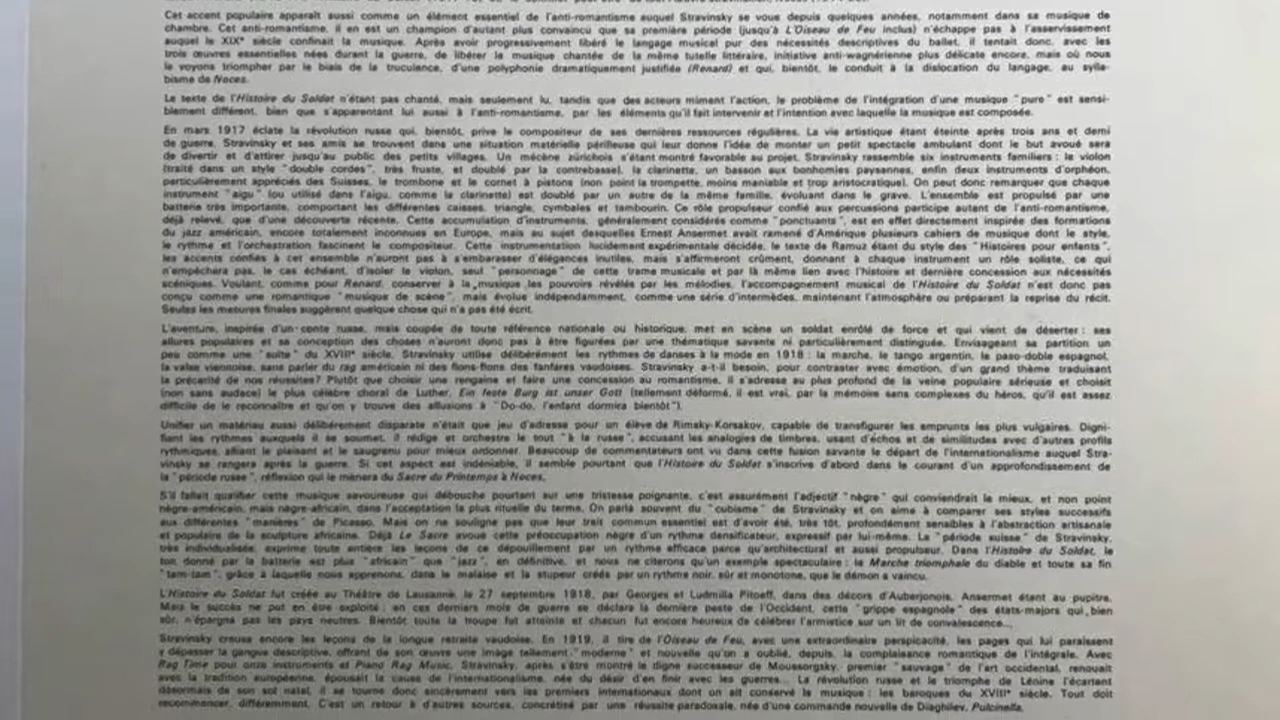 Cet accent populaire apparaît aussi comme un élément essentiel de l'anti-romantisme auquel Stravinsky se voue depuis quelques années, notamment dans sa musique de
chambre. Cet anti-romantisme, il en est un champion d'autant plus convaincu que sa première période (jusqu'à L'Oiseau de Feu inclus) n'échappe pas à l'asservissement
auquel le XIXe siècle confinait la musique. Après avoir progressivement libéré le langage musical pur des nécessités descriptives du ballet, il tentait donc, avec les
trois œuvres essentielles nées durant la guerre, de libérer la musique chantée de la même tutelle littéraire, initiative anti-wagnérienne plus délicate encore, mais où nous
le voyons triompher par le biais de la truculence, d'une polyphonie dramatiquement justifiée (Renard) et qui, bientôt, le conduit à la dislocation du langage, au sylla-
bisme de Noces.
Le texte de l'Histoire du Soldat n'étant pas chanté, mais seulement lu, tandis que des acteurs miment l'action, le problème de l'intégration d'une musique "pure" est sensi-
blement différent, bien que s'apparentant lui aussi à l'anti-romantisme, par les éléments qu'il fait intervenir et l'intention avec laquelle la musique est composée.
En mars 1917 éclate la révolution russe qui, bientôt, prive le compositeur de ses dernières ressources régulières. La vie artistique étant éteinte après trois ans et demi
de guerre, Stravinsky et ses amis se trouvent dans une situation matérielle périlleuse qui leur donne l'idée de monter un petit spectacle ambulant dont le but avoué sera
de divertir et d'attirer jusqu'au public des petits villages. Un mécène zürichois s'étant montré favorable au projet, Stravinsky rassemble six instruments familiers : le violon
(traité dans un style "double cordes", très fruste, et doublé par la contrebasse), la clarinette, un basson aux bonhomies paysannes, enfin deux instruments d'orphéon,
particulièrement appréciés des Suisses, le trombone et le cornet à pistons (non point la trompette, moins maniable et trop aristocratique). On peut donc remarquer que chaque
instrument "aigu" (ou utilisé dans l'aigu, comme la clarinette) est doublé par un autre de la même famille, évoluant dans le grave. L'ensemble est propulsé par une
batterie très importante, comportant les différentes caisses, triangle, cymbales et tambourin. Ce rôle propulseur confié aux percussions participe autant de l'anti-romantisme,
déjà relevé, que d'une découverte récente. Cette accumulation d'instruments, généralement considérés comme "ponctuants", est en effet directement inspirée des formations
du jazz américain, encore totalement inconnues en Europe, mais au sujet desquelles Ernest Ansermet avait ramené d'Amérique plusieurs cahiers de musique dont le style,
le rythme et l'orchestration fascinent le compositeur. Cette instrumentation lucidement expérimentale décidée, le texte de Ramuz étant du style des "Histoires pour enfants",
les accents confiés à cet ensemble n'auront pas à s'embarasser d'élégances inutiles, mais s'affirmeront crûment, donnant à chaque instrument un rôle soliste, ce qui
n'empêchera pas, le cas échéant, d'isoler le violon, seul "personnage" de cette trame musicale et par là même lien avec l'histoire et dernière concession aux nécessités
scéniques. Voulant, comme pour Renard, conserver à la musique les pouvoirs révélés par les mélodies, l'accompagnement musical de l'Histoire du Soldat n'est donc pas
conçu comme une romantique "musique de scène", mais évolue indépendamment, comme une série d'intermèdes, maintenant l'atmosphère ou préparant la reprise du récit.
Seules les mesures finales suggèrent quelque chose qui n'a pas été écrit.
L'aventure, inspirée d'un conte russe, mais coupée de toute référence nationale ou historique, met en scène un soldat enrôlé de force et qui vient de déserter : ses
allures populaires et sa conception des choses n'auront donc pas à être figurées par une thématique savante ni particulièrement distinguée. Envisageant sa partition un
peu comme une "suite" du XVIIIe siècle, Stravinsky utilise délibérément les rythmes de danses à la mode en 1918 : la marche, le tango argentin, le paso-doble espagnol,
la valse viennoise, sans parler du rag américain ni des flons-flons des fanfares vaudoises. Stravinsky a-t-il besoin, pour contraster avec émotion, d'un grand thème traduisant
la précarité de nos réussites? Plutôt que choisir une rengaine et faire une concession au romantisme, il s'adresse au plus profond de la veine populaire sérieuse et choisit
(non sans audace) le plus célèbre choral de Luther, Ein feste Burg ist unser Gott (tellement déformé, il est vrai, par la mémoire sans complexes du héros, qu'il est assez
difficile de le reconnaître et qu'on y trouve des allusions à "Do-do, l'enfant dormira bientôt").
Unifier un matériau aussi délibérément disparate n'était que jeu d'adresse pour un élève de Rimsky-Korsakov, capable de transfigurer les emprunts les plus vulgaires. Digni-
fiant les rythmes auxquels il se soumet, il rédige et orchestre le tout "à la russe", accusant les analogies de timbres, usant d'échos et de similitudes avec d'autres profils
rythmiques, alliant le plaisant et le saugrenu pour mieux ordonner. Beaucoup de commentateurs ont vu dans cette fusion savante le départ de l'internationalisme auquel Stra-
vinsky se rangera après la guerre. Si cet aspect est indéniable, il semble pourtant que l'Histoire du Soldat s'inscrive d'abord dans le courant d'un approfondissement de
la "période russe", réflexion qui le mènera du Sacre du Printemps à Noces.
S'il fallait qualifier cette musique savoureuse qui débouche pourtant sur une tristesse poignante, c'est assurément l'adjectif "nègre" qui conviendrait le mieux, et non point
nègre-américain, mais nègre-africain, dans l'acceptation la plus rituelle du terme. On parla souvent du "cubisme" de Stravinsky et on aime à comparer ses styles successifs
aux différentes "manières" de Picasso. Mais on ne souligne pas que leur trait commun essentiel est d'avoir été, très tôt, profondément sensibles à l'abstraction artisanale
et populaire de la sculpture africaine. Déjà Le Sacre avoue cette préoccupation nègre d'un rythme densificateur, expressif par lui-même. La "période suisse" de Stravinsky,
très individualisée, exprime toute entière les leçons de ce dépouillement par un rythme efficace parce qu'architectural et aussi propulseur. Dans l'Histoire du Soldat, le
ton donné par la batterie est plus "africain" que "jazz", en définitive, et nous ne citerons qu'un exemple spectaculaire : la Marche triomphale du diable et toute sa fin
"tam-tam", grâce à laquelle nous apprenons, dans le malaise et la stupeur créés par un rythme noir, sûr et monotone, que le démon a vaincu.
L'Histoire du Soldat fut créée au Théâtre de Lausanne, le 27 septembre 1918, par Georges et Ludmilla Pitoeff, dans des décors d'Auberjonois, Ansermet étant au pupitre.
Mais le succès ne put en être exploité : en ces derniers mois de guerre se déclara la dernière peste de l'Occident, cette "grippe espagnole" des états-majors qui, bien
sûr, n'épargna pas les pays neutres. Bientôt toute la troupe fut atteinte et chacun fut encore heureux de célébrer l'armistice sur un lit de convalescence...
Stravinsky creusa encore les leçons de la longue retraite vaudoise. En 1919, il tire de l'Oiseau de Feu, avec une extraordinaire perspicacité, les pages qui lui paraissent
y dépasser la gangue descriptive, offrant de son œuvre une image tellement "moderne" et nouvelle qu'on a oublié, depuis, la complaisance romantique de l'intégrale. Avec
Rag Time pour onze instruments et Piano Rag Music, Stravinsky, après s'être montré le digne successeur de Moussorgsky, premier "sauvage" de l'art occidental, renouait
avec la tradition européenne, épousait la cause de l'internationalisme, née du désir d'en finir avec les guerres... La révolution russe et le triomphe de Lénine l'écartant
désormais de son sol natal, il se tourne donc sincèrement vers les premiers internationaux dont on ait conservé la musique : les baroques du XVIIIe siècle. Tout doit
recommencer, différemment. C'est un retour à d'autres sources, concrétisé par une réussite paradoxale, née d'une commande nouvelle de Diaghilev, Pulcinella.